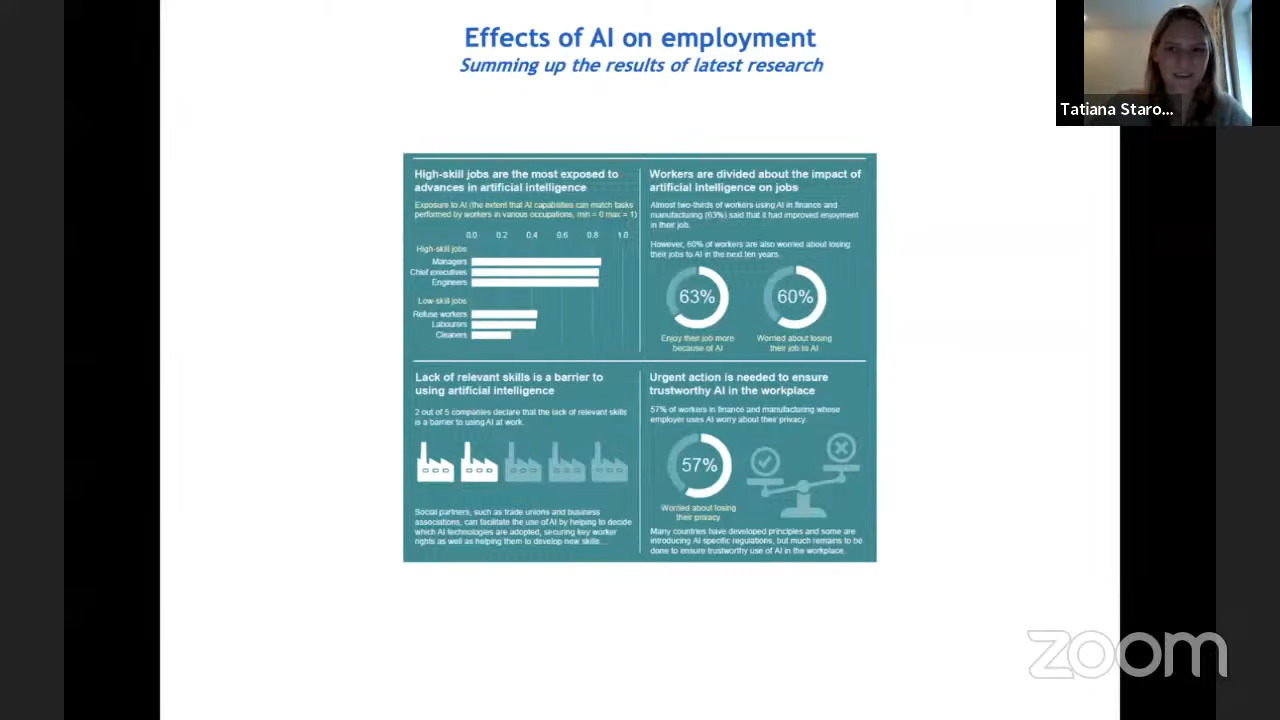 Effects of AI on employment
Summing up the results of latest research
Tatiana Staro...
High-skill jobs are the most exposed to
advances in artificial intelligence
Exposure to AI (the extent that AI capabilities can match tasks
performed by workers in various occupations, min = 0 max = 1)
0.0 0.2 0.4 0.6 0.8 1.0
High-skill jobs
Managers
Chief executives
Engineers
Low-skill jobs
Refuse workers
Labourers
Cleaners
Workers are divided about the impact of
artificial intelligence on jobs
Almost two-thirds of workers using AI in finance and
manufacturing (63%) said that it had improved enjoyment
in their job.
However, 60% of workers are also worried about losing
their jobs to AI in the next ten years.
63% 60%
Enjoy their job more
because of AI
Worried about losing
their job to AI
Lack of relevant skills is a barrier to
using artificial intelligence
2 out of 5 companies declare that the lack of relevant skills
is a barrier to using AI at work.
Social partners, such as trade unions and business
associations, can facilitate the use of AI by helping to decide
which AI technologies are adopted, securing key worker
rights as well as helping them to develop new skills...
Urgent action is needed to ensure
trustworthy AI in the workplace
57% of workers in finance and manufacturing whose
employer uses AI worry about their privacy.
57%
Worried about losing
their privacy
Many countries have developed principles and some are
introducing AI specific regulations, but much remains to be
done to ensure trustworthy use of AI in the workplace.
zoom